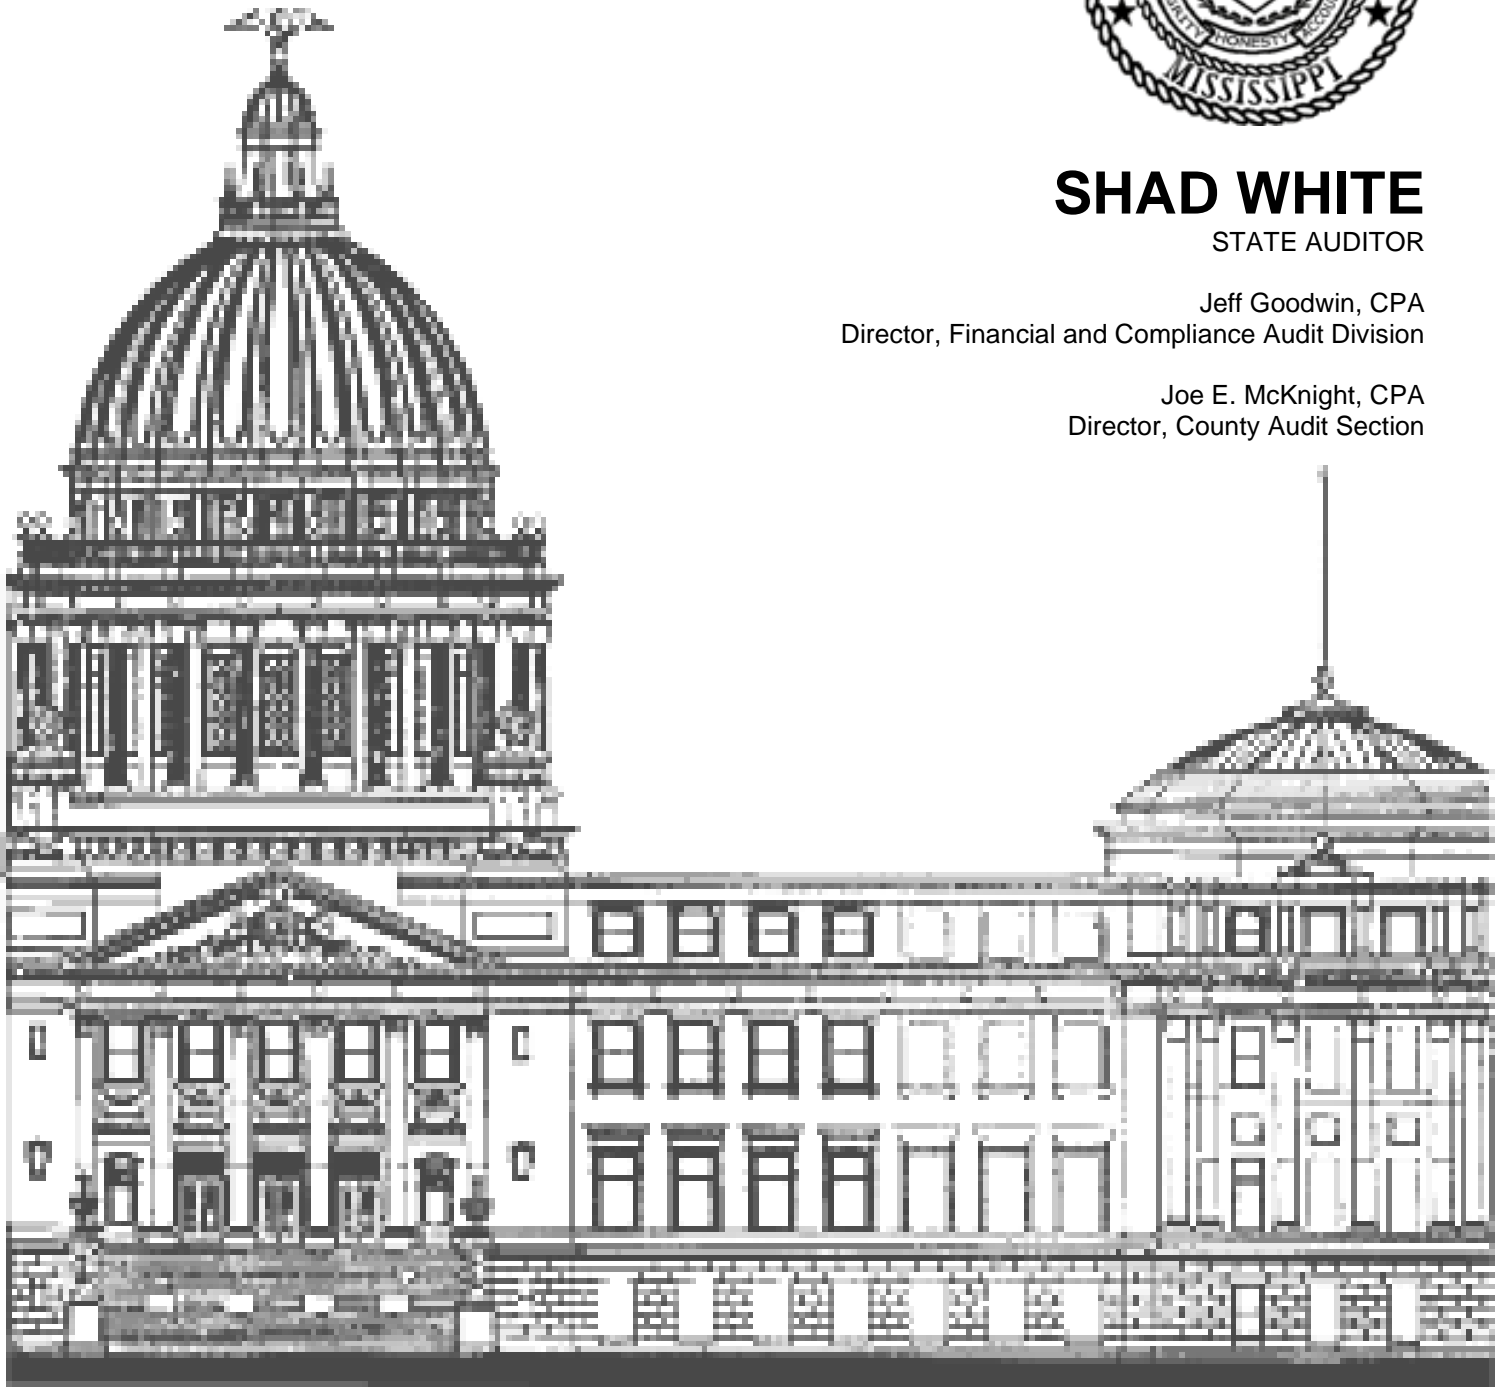 HONESTY
MISSISSIPPI
SHAD WHITE
STATE AUDITOR
Jeff Goodwin, CPA
Director, Financial and Compliance Audit Division
Joe E. McKnight, CPA
Director, County Audit Section